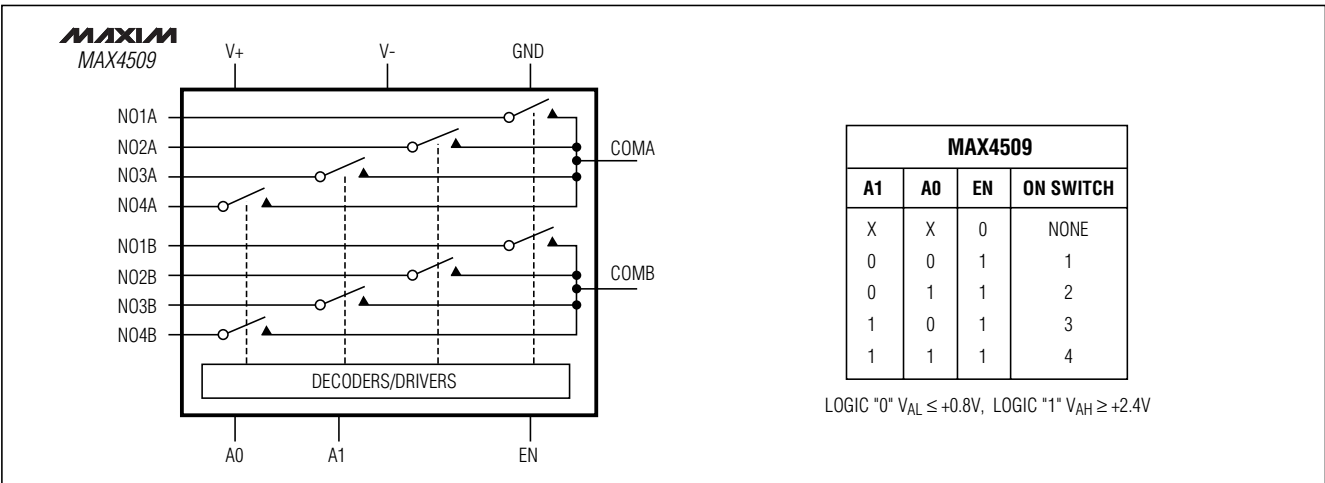 MAXIM
MAX4509
V+ V- GND
NO1A
NO2A
NO3A
NO4A
NO1B
NO2B
NO3B
NO4B
COMA
COMB
DECODERS/DRIVERS
A0 A1 EN
MAX4509
A1 A0 EN ON SWITCH
X X 0 NONE
0 0 1 1
0 1 1 2
1 0 1 3
1 1 1 4
LOGIC "0" VAL ≤ +0.8V, LOGIC "1" VAH ≥ +2.4V